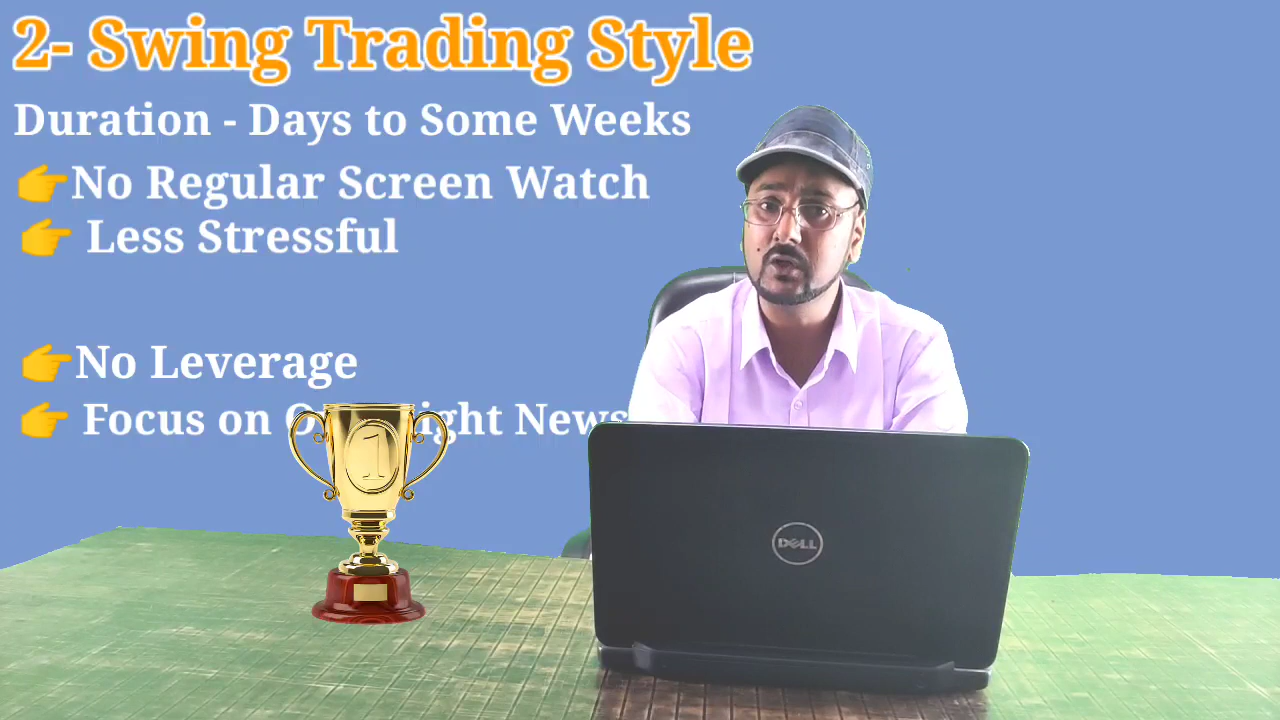 2- Swing Trading Style
Duration - Days to Some Weeks
👉No Regular Screen Watch
👉 Less Stressful
👉No Leverage
👉 Focus on Overnight News
1
DELL